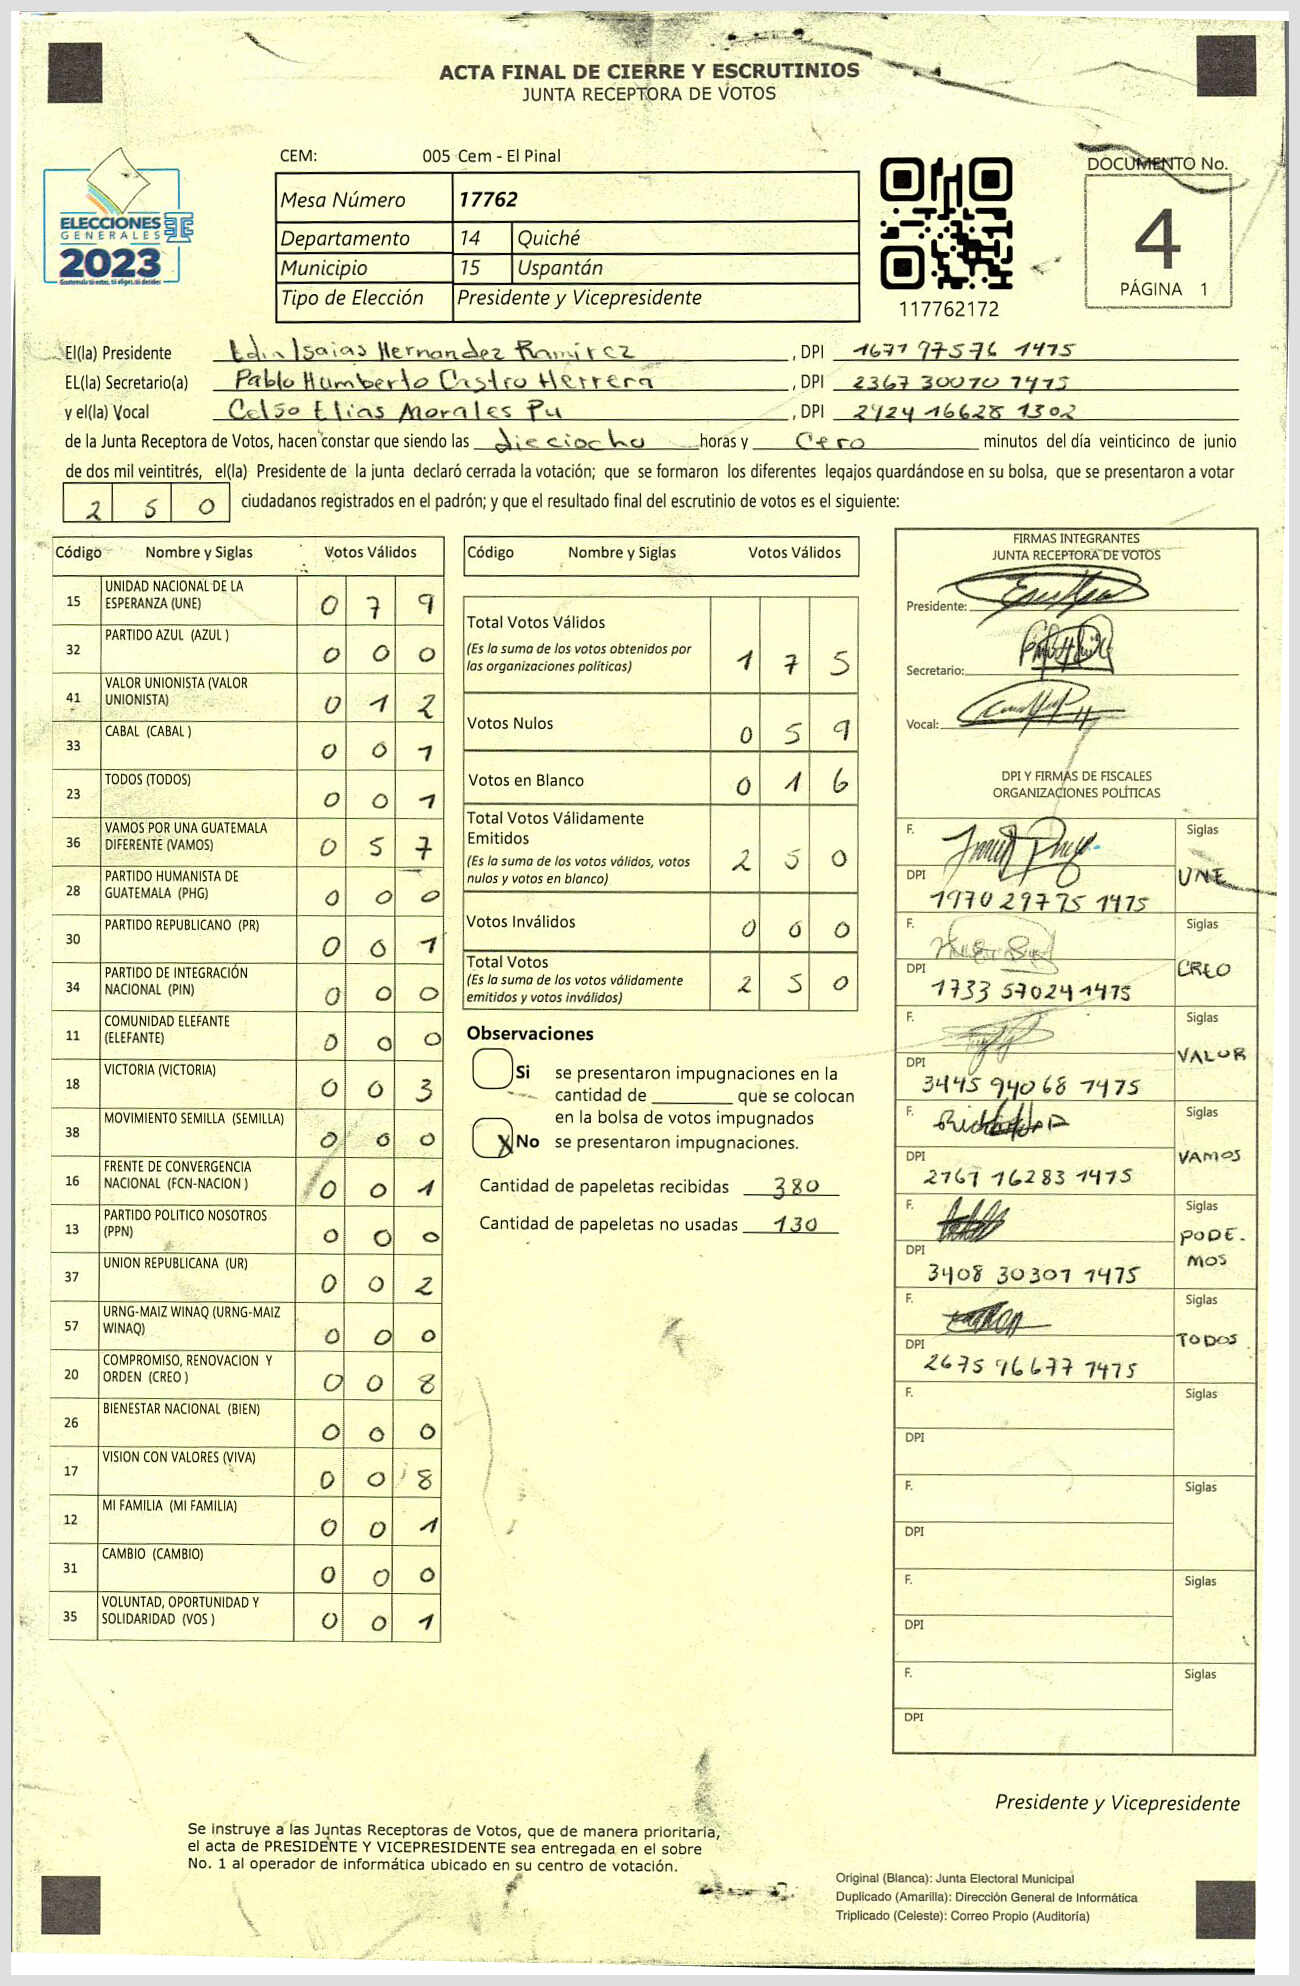 ACTA FINAL DE CIERRE Y ESCRUTINIOS
JUNTA RECEPTORA DE VOTOS
CEM: 005 Cem - El Pinal
DOCUMENTO No.
4
PÁGINA 1
ELECCIONES
GENERALES
2023
Mesa Número 17762
Departamento 14 Quiché
Municipio 15 Uspantán
Tipo de Elección Presidente y Vicepresidente
117762172
El(la) Presidente Edin Isaias Hernandez Ramirez , DPI 1671 97576 1475
EL(la) Secretario(a) Pablo Humberto Castro Herrera , DPI 2367 30070 1475
y el(la) Vocal Celso Elias Morales Pu , DPI 2424 16628 1302
de la Junta Receptora de Votos, hacen constar que siendo las dieciocho horas y Cero minutos del día veinticinco de junio
de dos mil veintitrés, el(la) Presidente de la junta declaró cerrada la votación; que se formaron los diferentes legajos quardándose en su bolsa, que se presentaron a votar
250 ciudadanos registrados en el padrón; y que el resultado final del escrutinio de votos es el siguiente:
Código Nombre y Siglas Votos Válidos
15 UNIDAD NACIONAL DE LA ESPERANZA (UNE) 0 7 9
32 PARTIDO AZUL (AZUL ) 0 0 0
41 VALOR UNIONISTA (VALOR UNIONISTA) 0 1 2
33 CABAL (CABAL ) 0 0 1
23 TODOS (TODOS) 0 0 1
36 VAMOS POR UNA GUATEMALA DIFERENTE (VAMOS) 0 5 7
28 PARTIDO HUMANISTA DE GUATEMALA (PHG) 0 0 0
30 PARTIDO REPUBLICANO (PR) 0 0 1
34 PARTIDO DE INTEGRACIÓN NACIONAL (PIN) 0 0 0
11 COMUNIDAD ELEFANTE (ELEFANTE) 0 0 0
18 VICTORIA (VICTORIA) 0 0 3
38 MOVIMIENTO SEMILLA (SEMILLA) 0 0 0
16 FRENTE DE CONVERGENCIA NACIONAL (FCN-NACION ) 0 0 1
13 PARTIDO POLITICO NOSOTROS (PPN) 0 0 0
37 UNION REPUBLICANA (UR) 0 0 2
57 URNG-MAIZ WINAQ (URNG-MAIZ WINAQ) 0 0 0
20 COMPROMISO, RENOVACION Y ORDEN (CREO ) 0 0 8
26 BIENESTAR NACIONAL (BIEN) 0 0 0
17 VISION CON VALORES (VIVA) 0 0 8
12 MI FAMILIA (MI FAMILIA) 0 0 1
31 CAMBIO (CAMBIO) 0 0 0
35 VOLUNTAD, OPORTUNIDAD Y SOLIDARIDAD (VOS ) 0 0 1
Código Nombre y Siglas Votos Válidos
Total Votos Válidos 1 7 5
(Es la suma de los votos obtenidos por
las organizaciones políticas)
Votos Nulos 0 5 9
Votos en Blanco 0 1 6
Total Votos Válidamente
Emitidos 2 5 0
(Es la suma de los votos válidos, votos
nulos y votos en blanco)
Votos Inválidos 0 0 0
Total Votos 2 5 0
(Es la suma de los votos válidamente
emitidos y votos inválidos)
Observaciones
Si se presentaron impugnaciones en la
cantidad de ________ que se colocan
en la bolsa de votos impugnados
X No se presentaron impugnaciones.
Cantidad de papeletas recibidas 380
Cantidad de papeletas no usadas 130
FIRMAS INTEGRANTES
JUNTA RECEPTORA DE VOTOS
Presidente:
Secretario:
Vocal:
DPI Y FIRMAS DE FISCALES
ORGANIZACIONES POLÍTICAS
F. Siglas UNE
DPI 1970 29775 1475
F. Siglas CREO
DPI 1733 57024 1475
F. Siglas VALOR
DPI 3445 94068 1475
F. Siglas VAMOS
DPI 2767 16283 1475
F. Siglas PODE-
MOS
DPI 3408 30301 1475
F. Siglas TODOS
DPI 2675 96677 1475
F. Siglas
DPI
F. Siglas
DPI
F. Siglas
DPI
F. Siglas
DPI
Presidente y Vicepresidente
Se instruye a las Juntas Receptoras de Votos, que de manera prioritaria,
el acta de PRESIDENTE Y VICEPRESIDENTE sea entregada en el sobre
No. 1 al operador de informática ubicado en su centro de votación.
Original (Blanca): Junta Electoral Municipal
Duplicado (Amarilla): Dirección General de Informática
Triplicado (Celeste): Correo Propio (Auditoría)